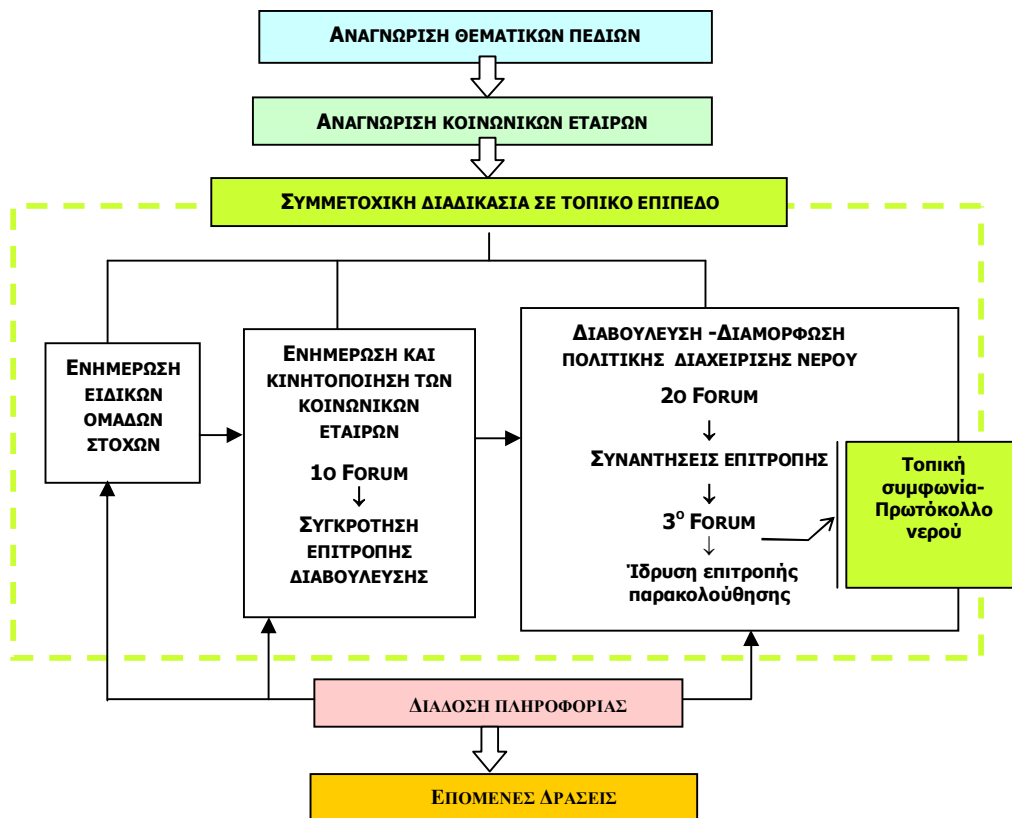 ΑΝΑΓΝΩΡΙΣΗ ΘΕΜΑΤΙΚΩΝ ΠΕΔΙΩΝ
ΑΝΑΓΝΩΡΙΣΗ ΚΟΙΝΩΝΙΚΩΝ ΕΤΑΙΡΩΝ
ΣΥΜΜΕΤΟΧΙΚΗ ΔΙΑΔΙΚΑΣΙΑ ΣΕ ΤΟΠΙΚΟ ΕΠΙΠΕΔΟ
ΕΝΗΜΕΡΩΣΗ
ΕΙΔΙΚΩΝ
ΟΜΑΔΩΝ
ΣΤΟΧΩΝ
ΕΝΗΜΕΡΩΣΗ ΚΑΙ
ΚΙΝΗΤΟΠΟΙΗΣΗ ΤΩΝ
ΚΟΙΝΩΝΙΚΩΝ
ΕΤΑΙΡΩΝ
1Ο FORUM
ΣΥΓΚΡΟΤΗΣΗ
ΕΠΙΤΡΟΠΗΣ
ΔΙΑΒΟΥΛΕΥΣΗΣ
ΔΙΑΒΟΥΛΕΥΣΗ -ΔΙΑΜΟΡΦΩΣΗ
ΠΟΛΙΤΙΚΗΣ ΔΙΑΧΕΙΡΙΣΗΣ ΝΕΡΟΥ
2Ο FORUM
ΣΥΝΑΝΤΗΣΕΙΣ ΕΠΙΤΡΟΠΗΣ
3Ο FORUM
Ίδρυση επιτροπής
παρακολούθησης
Τοπική
συμφωνία-
Πρωτόκολλο
νερού
ΔΙΑΔΟΣΗ ΠΛΗΡΟΦΟΡΙΑΣ
ΕΠΟΜΕΝΕΣ ΔΡΑΣΕΙΣ